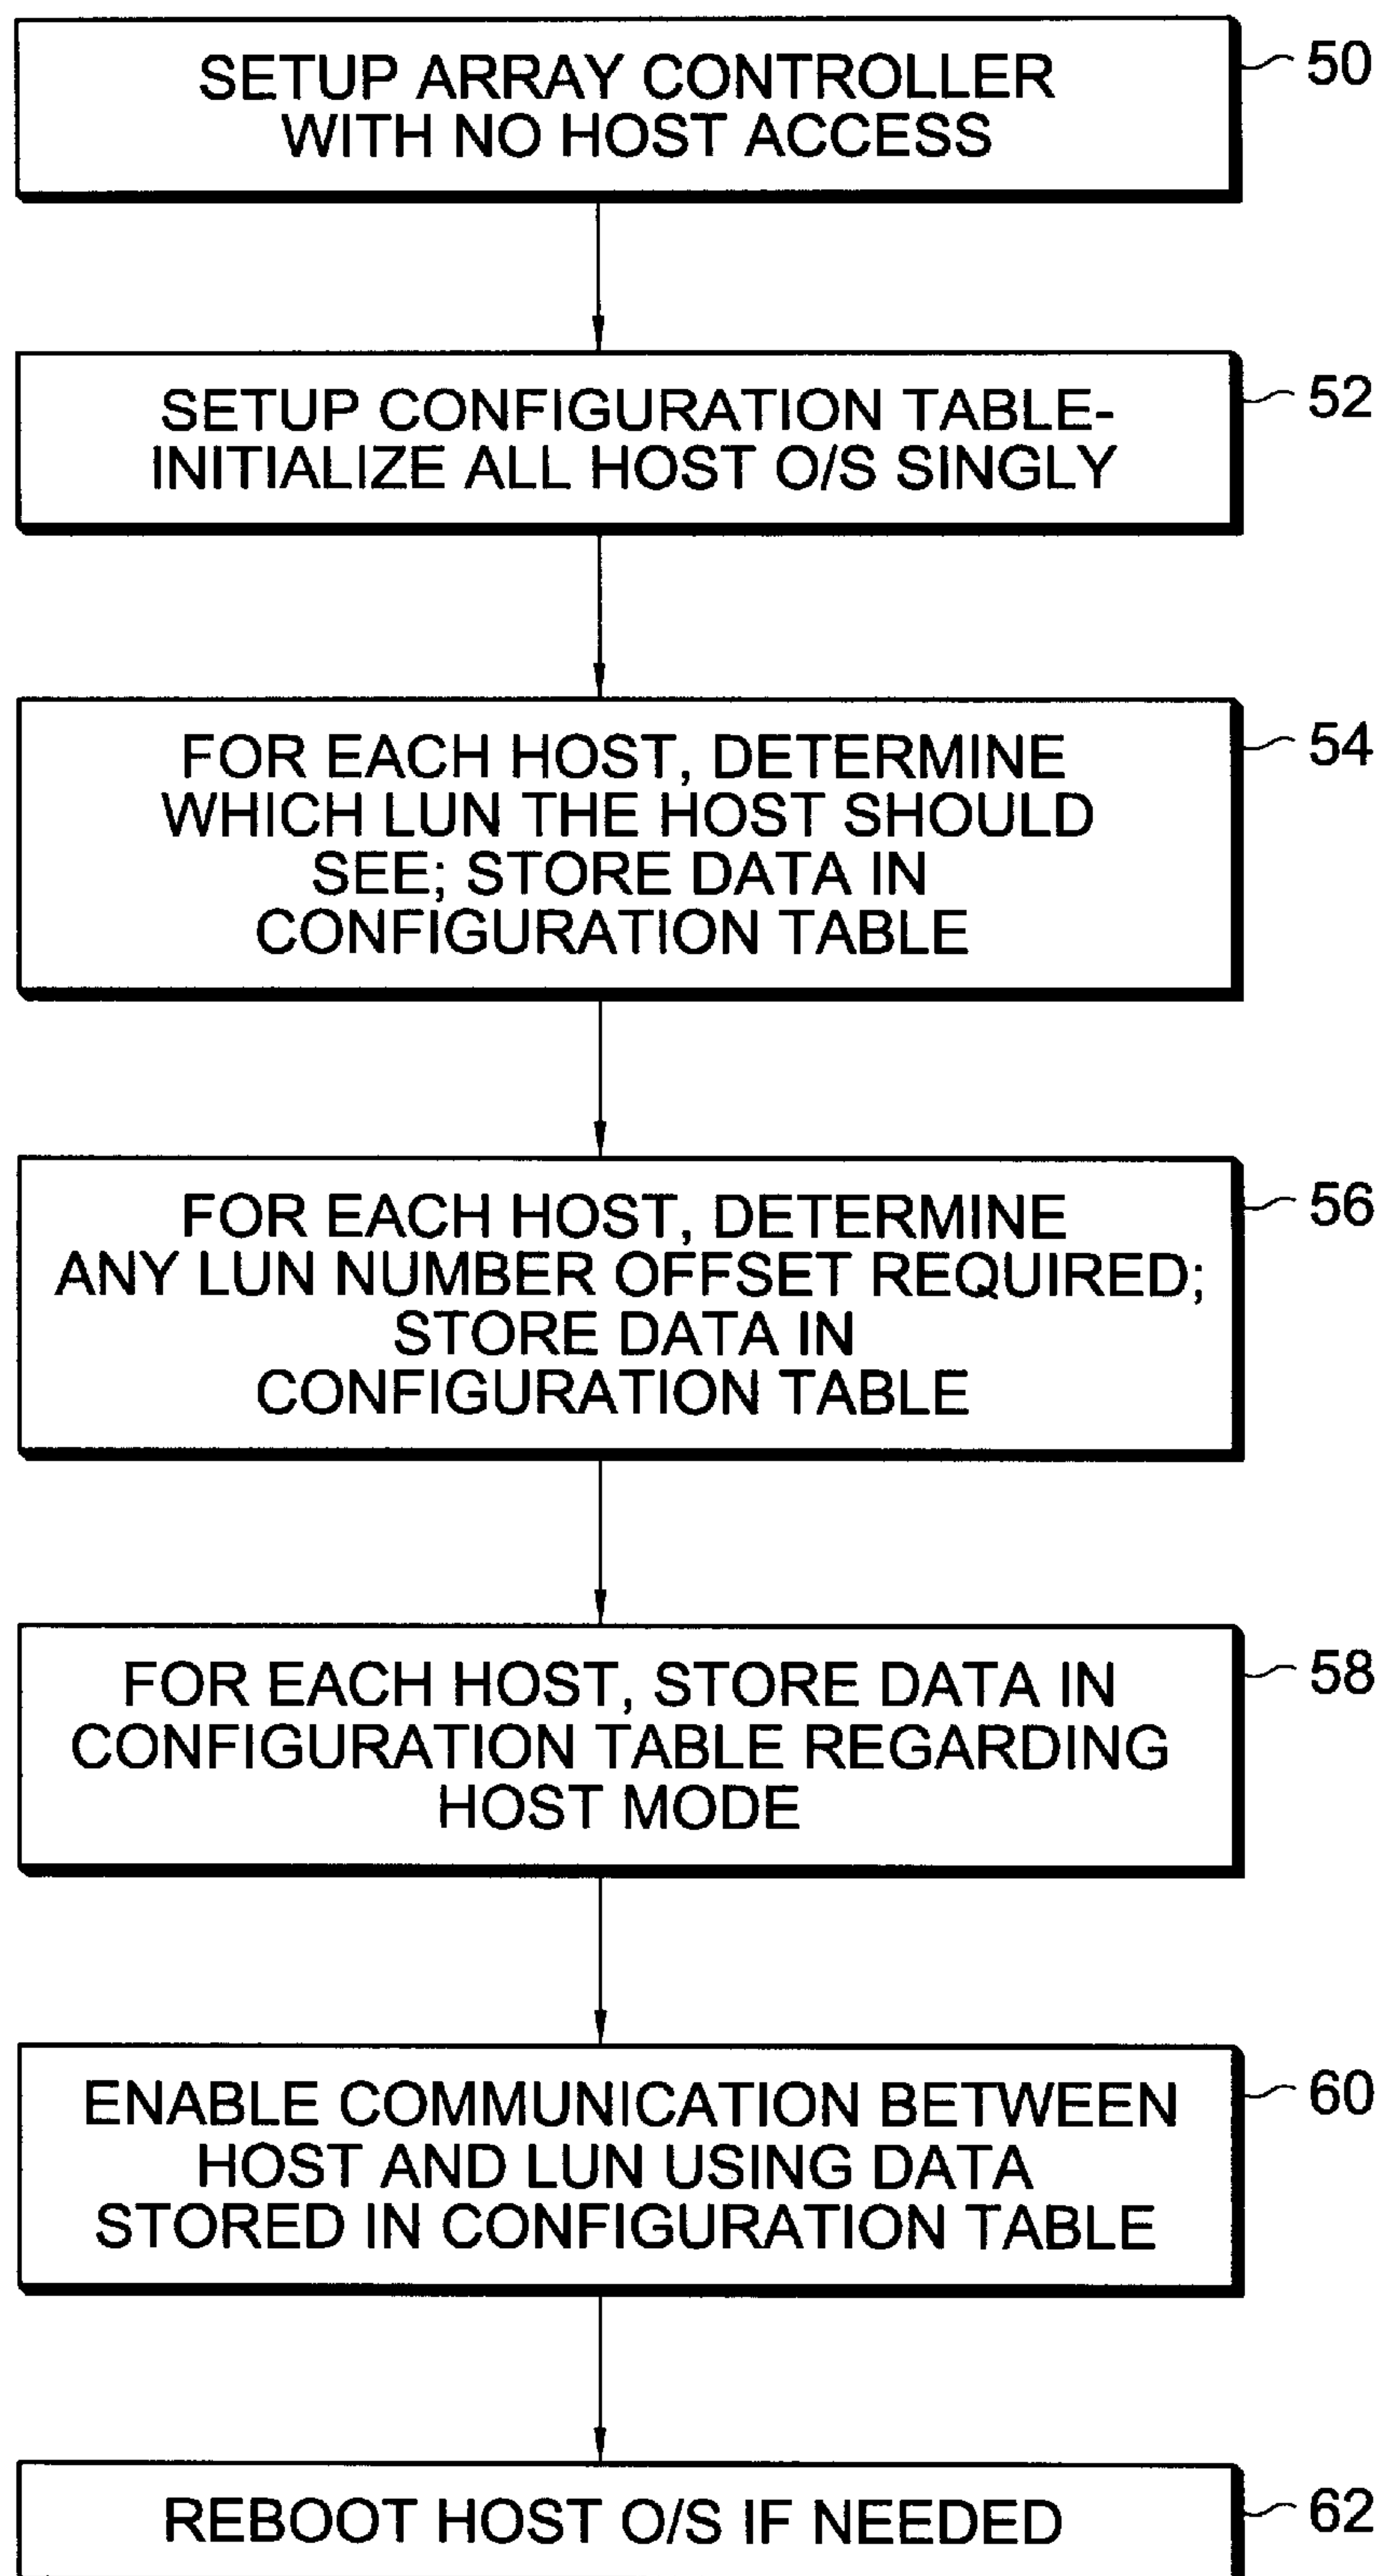 SETUP ARRAY CONTROLLER
WITH NO HOST ACCESS
50
SETUP CONFIGURATION TABLE-
INITIALIZE ALL HOST O/S SINGLY
52
FOR EACH HOST, DETERMINE
WHICH LUN THE HOST SHOULD
SEE; STORE DATA IN
CONFIGURATION TABLE
54
FOR EACH HOST, DETERMINE
ANY LUN NUMBER OFFSET REQUIRED;
STORE DATA IN
CONFIGURATION TABLE
56
FOR EACH HOST, STORE DATA IN
CONFIGURATION TABLE REGARDING
HOST MODE
58
ENABLE COMMUNICATION BETWEEN
HOST AND LUN USING DATA
STORED IN CONFIGURATION TABLE
60
REBOOT HOST O/S IF NEEDED
62